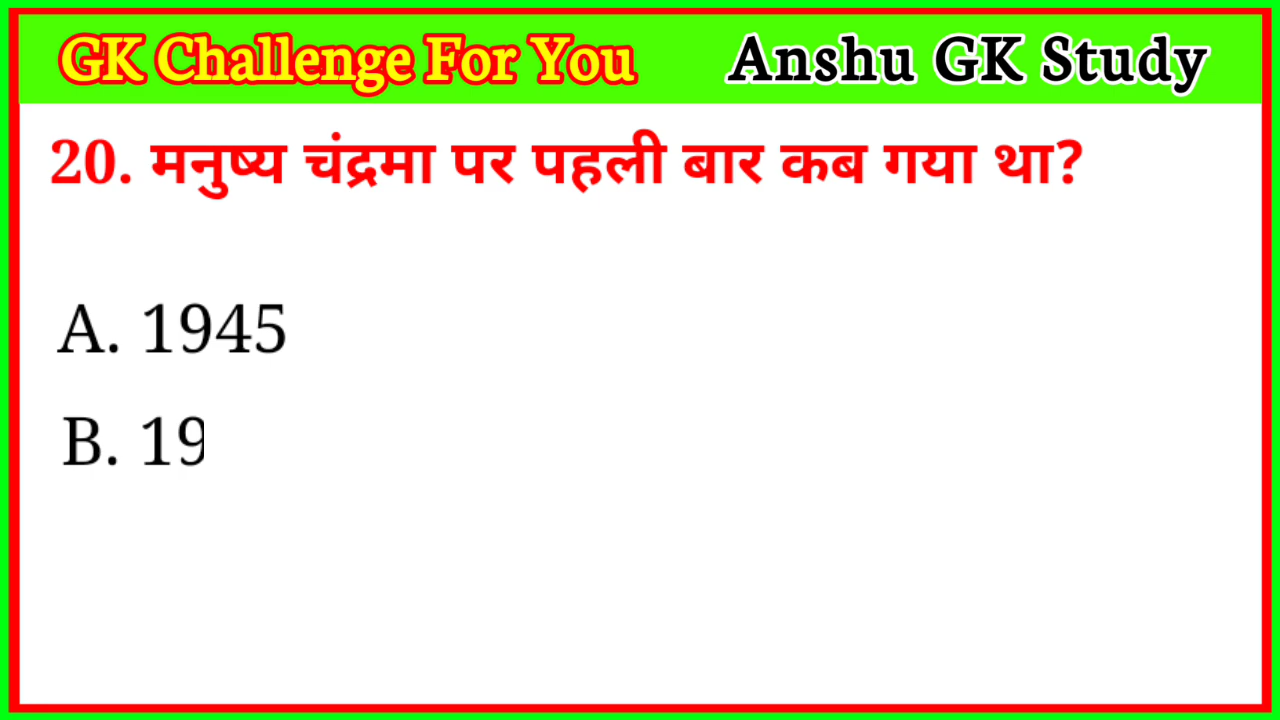 GK Challenge For You Anshu GK Study
20. मनुष्य चंद्रमा पर पहली बार कब गया था?
A. 1945
B. 19